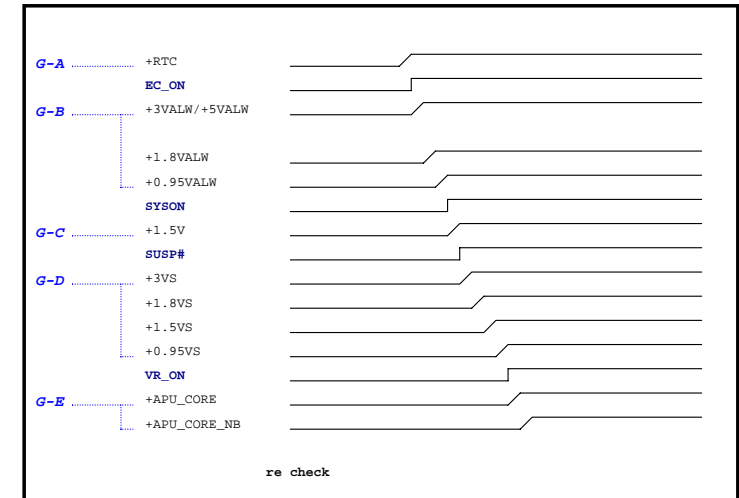 G-A +RTC
EC_ON
G-B +3VALW/+5VALW
+1.8VALW
+0.95VALW
SYSON
G-C +1.5V
SUSP#
G-D +3VS
+1.8VS
+1.5VS
+0.95VS
VR_ON
G-E +APU_CORE
+APU_CORE_NB
re check